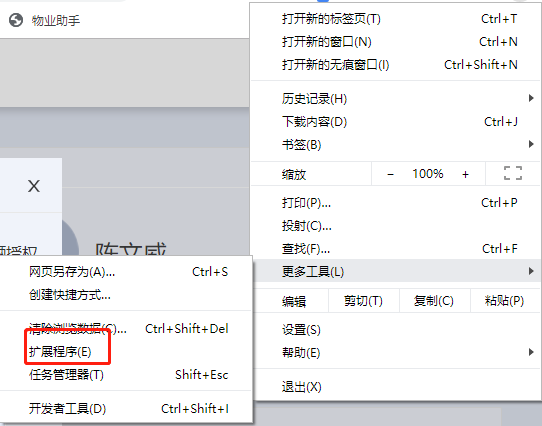 物业助手
打开新的标签页(T) Ctrl+T
打开新的窗口(N) Ctrl+N
打开新的无痕窗口(I) Ctrl+Shift+N
历史记录(H)
下载内容(D) Ctrl+J
书签(B)
缩放 − 100% +
打印(P)... Ctrl+P
投射(C)...
查找(F)... Ctrl+F
更多工具(L)
编辑 剪切(T) 复制(C) 粘贴(P)
设置(S)
帮助(E)
退出(X)
X
授权
陈文威
网页另存为(A)... Ctrl+S
创建快捷方式...
清除浏览数据(C)... Ctrl+Shift+Del
扩展程序(E)
任务管理器(T) Shift+Esc
开发者工具(D) Ctrl+Shift+I